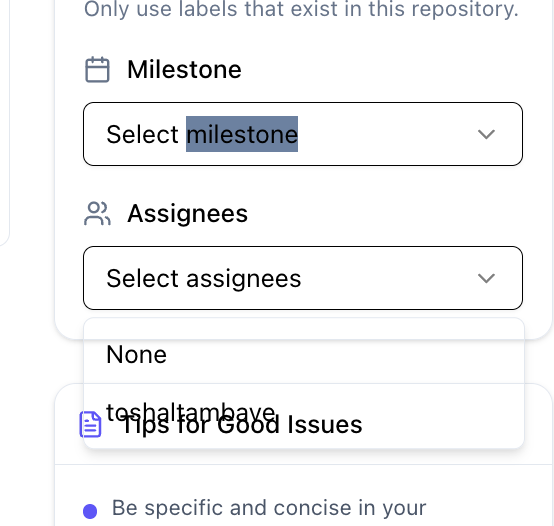 Only use labels that exist in this repository.
Milestone
Select milestone
Assignees
Select assignees
None
toshaltambave
Tips for Good Issues
Be specific and concise in your